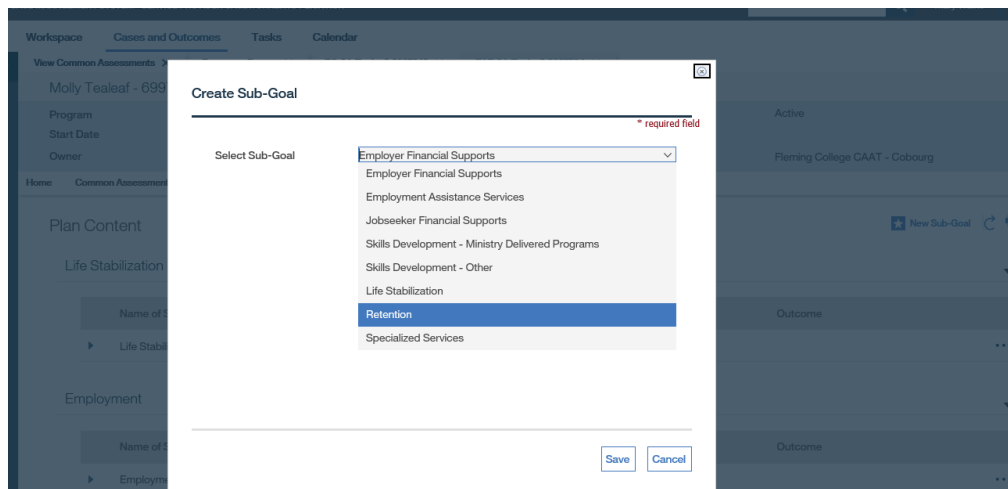 Workspace Cases and Outcomes Tasks Calendar
View Common Assessments
Molly Tealeaf - 699
Program
Active
Start Date
Owner
Fleming College CAAT - Cobourg
Home Common Assessment
Plan Content
New Sub-Goal
Life Stabilization
Name of S
Outcome
Life Stabil
Employment
Name of S
Outcome
Employme
Create Sub-Goal
* required field
Select Sub-Goal
Employer Financial Supports
Employer Financial Supports
Employment Assistance Services
Jobseeker Financial Supports
Skills Development - Ministry Delivered Programs
Skills Development - Other
Life Stabilization
Retention
Specialized Services
Save Cancel